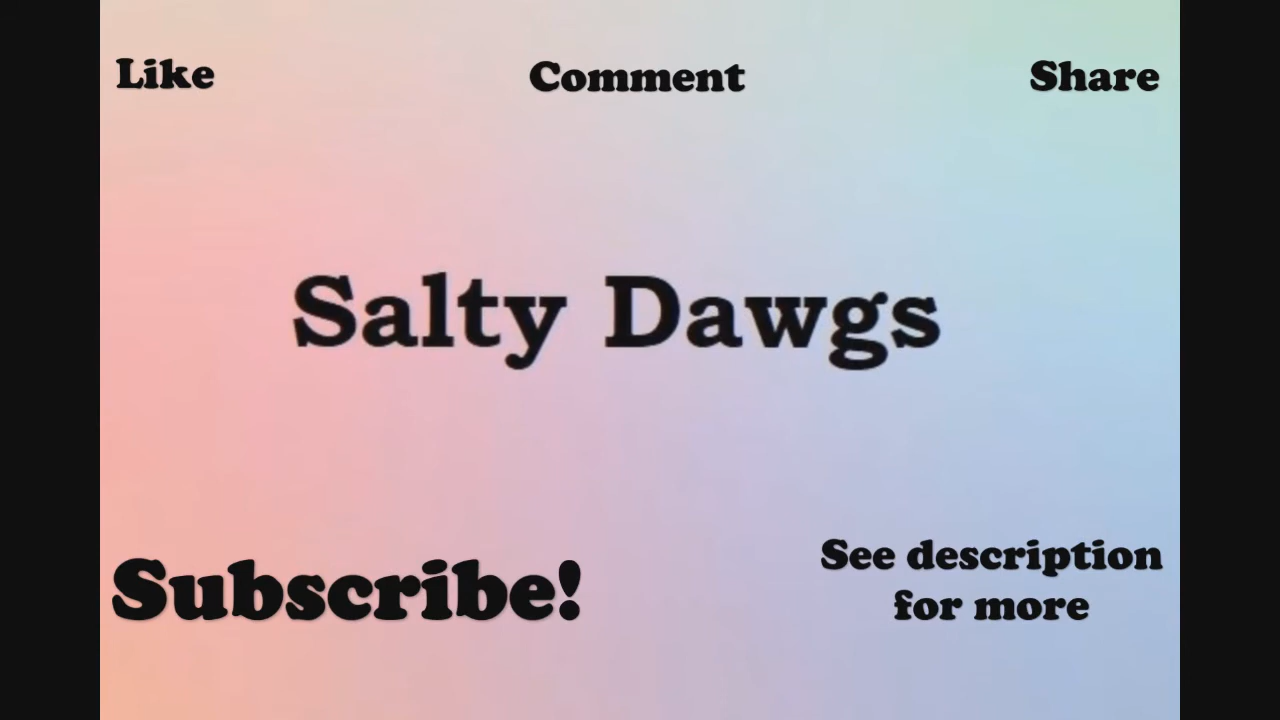 Like
Comment
Share
Salty Dawgs
Subscribe!
See description
for more